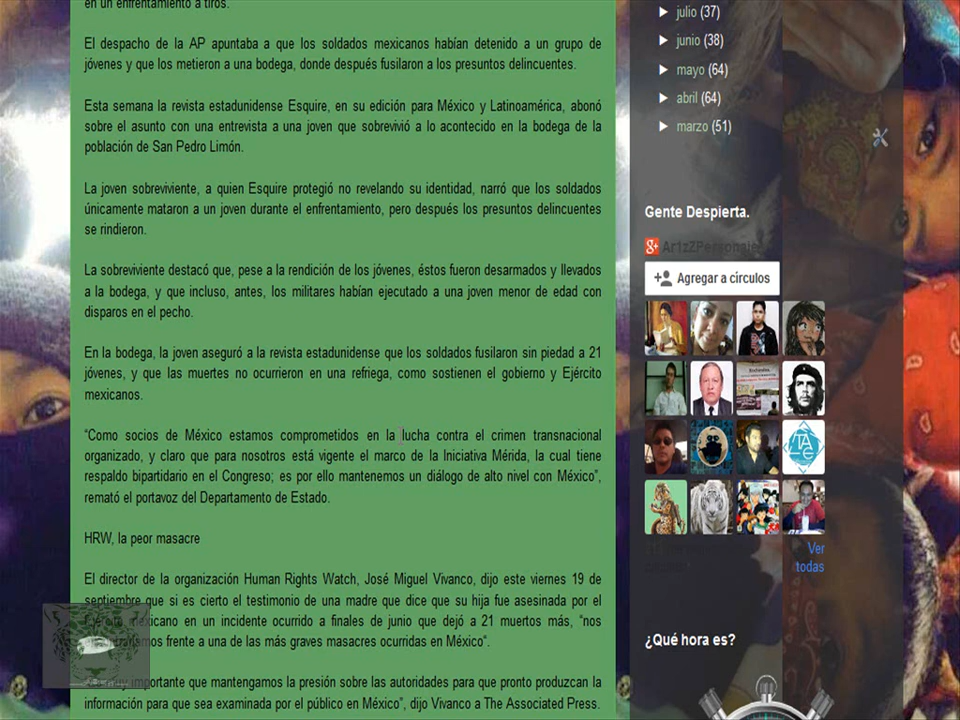 en un enfrentamiento a tiros.
El despacho de la AP apuntaba a que los soldados mexicanos habían detenido a un grupo de
jóvenes y que los metieron a una bodega, donde después fusilaron a los presuntos delincuentes.
Esta semana la revista estadunidense Esquire, en su edición para México y Latinoamérica, abonó
sobre el asunto con una entrevista a una joven que sobrevivió a lo acontecido en la bodega de la
población de San Pedro Limón.
La joven sobreviviente, a quien Esquire protegió no revelando su identidad, narró que los soldados
únicamente mataron a un joven durante el enfrentamiento, pero después los presuntos delincuentes
se rindieron.
La sobreviviente destacó que, pese a la rendición de los jóvenes, éstos fueron desarmados y llevados
a la bodega, y que incluso, antes, los militares habían ejecutado a una joven menor de edad con
disparos en el pecho.
En la bodega, la joven aseguró a la revista estadunidense que los soldados fusilaron sin piedad a 21
jóvenes, y que las muertes no ocurrieron en una refriega, como sostienen el gobierno y Ejército
mexicanos.
“Como socios de México estamos comprometidos en la lucha contra el crimen transnacional
organizado, y claro que para nosotros está vigente el marco de la Iniciativa Mérida, la cual tiene
respaldo bipartidario en el Congreso; es por ello mantenemos un diálogo de alto nivel con México”,
remató el portavoz del Departamento de Estado.
HRW, la peor masacre
El director de la organización Human Rights Watch, José Miguel Vivanco, dijo este viernes 19 de
septiembre que si es cierto el testimonio de una madre que dice que su hija fue asesinada por el
mexicano en un incidente ocurrido a finales de junio que dejó a 21 muertos más, “nos
frente a una de las más graves masacres ocurridas en México“.
importante que mantengamos la presión sobre las autoridades para que pronto produzcan la
información para que sea examinada por el público en México”, dijo Vivanco a The Associated Press.
► julio (37)
► junio (38)
► mayo (64)
► abril (64)
► marzo (51)
Gente Despierta.
Ar1zZPersonaje
Agregar a círculos
Ver
todas
¿Qué hora es?